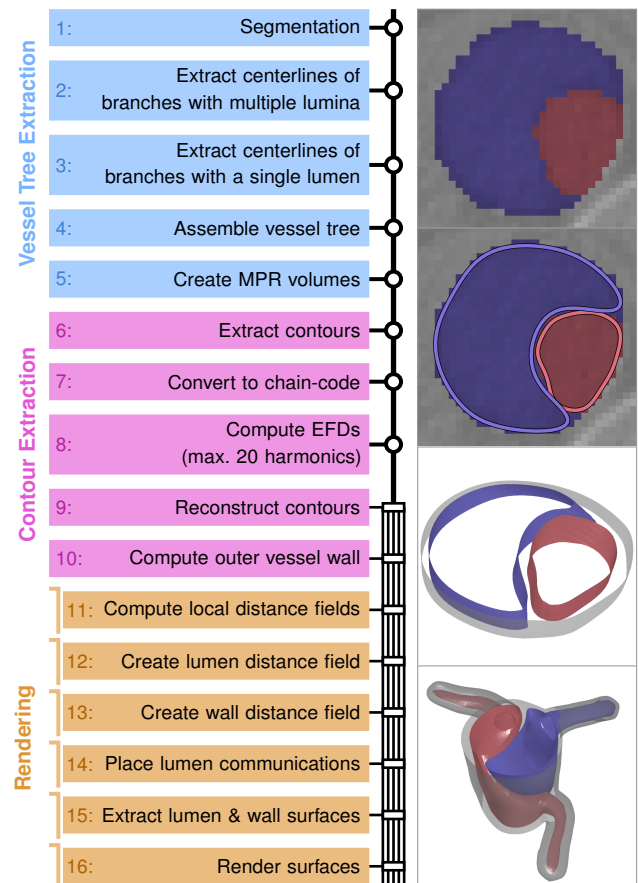 Vessel Tree Extraction
1: Segmentation
2: Extract centerlines of
branches with multiple lumina
3: Extract centerlines of
branches with a single lumen
4: Assemble vessel tree
5: Create MPR volumes
Contour Extraction
6: Extract contours
7: Convert to chain-code
8: Compute EFDs
(max. 20 harmonics)
9: Reconstruct contours
10: Compute outer vessel wall
Rendering
11: Compute local distance fields
12: Create lumen distance field
13: Create wall distance field
14: Place lumen communications
15: Extract lumen & wall surfaces
16: Render surfaces